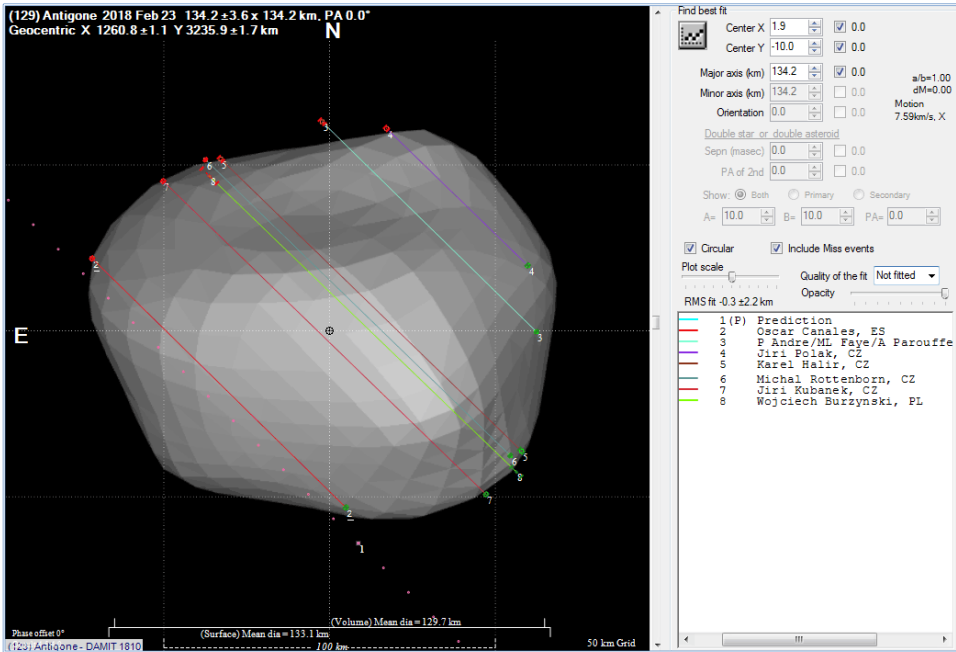 (129) Antigone 2018 Feb 23 134.2 ±3.6 x 134.2 km, PA 0.0°
Geocentric X 1260.8 ±1.1 Y 3235.9 ±1.7 km
N
E
3
4
6
5
8
7
2
4
3
5
6
8
7
2
1
(Volume) Mean dia = 129.7 km
(Surface) Mean dia = 133.1 km
Phase offset 0°
100 km
50 km Grid
(129) Antigone - DAMIT 1810
Find best fit
Center X 1.9 0.0
Center Y -10.0 0.0
Major axis (km) 134.2 0.0
a/b=1.00
Minor axis (km) 134.2 0.0
dM=0.00
Orientation 0.0 0.0
Motion
7.59km/s, X
Double star or double asteroid
Sepn (masec) 0.0 0.0
PA of 2nd 0.0 0.0
Show: Both Primary Secondary
A= 10.0 B= 10.0 PA= 0.0
Circular Include Miss events
Plot scale
Quality of the fit Not fitted
Opacity
RMS fit -0.3 ±2.2 km
1(P) Prediction
2 Oscar Canales, ES
3 P Andre/ML Faye/A Parouffe
4 Jiri Polak, CZ
5 Karel Halir, CZ
6 Michal Rottenborn, CZ
7 Jiri Kubanek, CZ
8 Wojciech Burzynski, PL